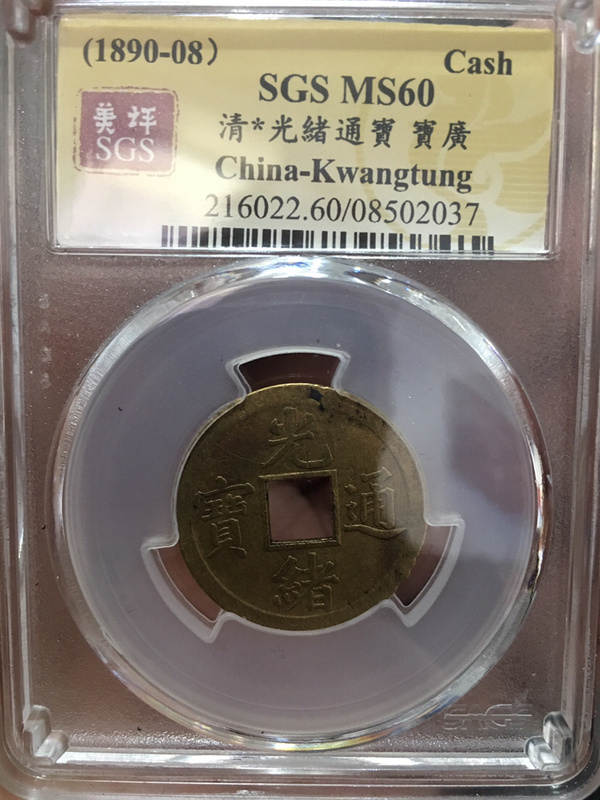 (1890-08)
Cash
SGS MS60
美祥
SGS
清*光緒通寶 寶廣
China-Kwangtung
216022.60/08502037
光
緒
通
寶